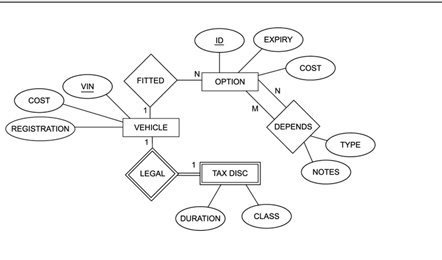 ID
EXPIRY
COST
FITTED
N
OPTION
VIN
COST
1
N
M
REGISTRATION
VEHICLE
DEPENDS
1
TYPE
LEGAL
1
TAX DISC
NOTES
DURATION
CLASS